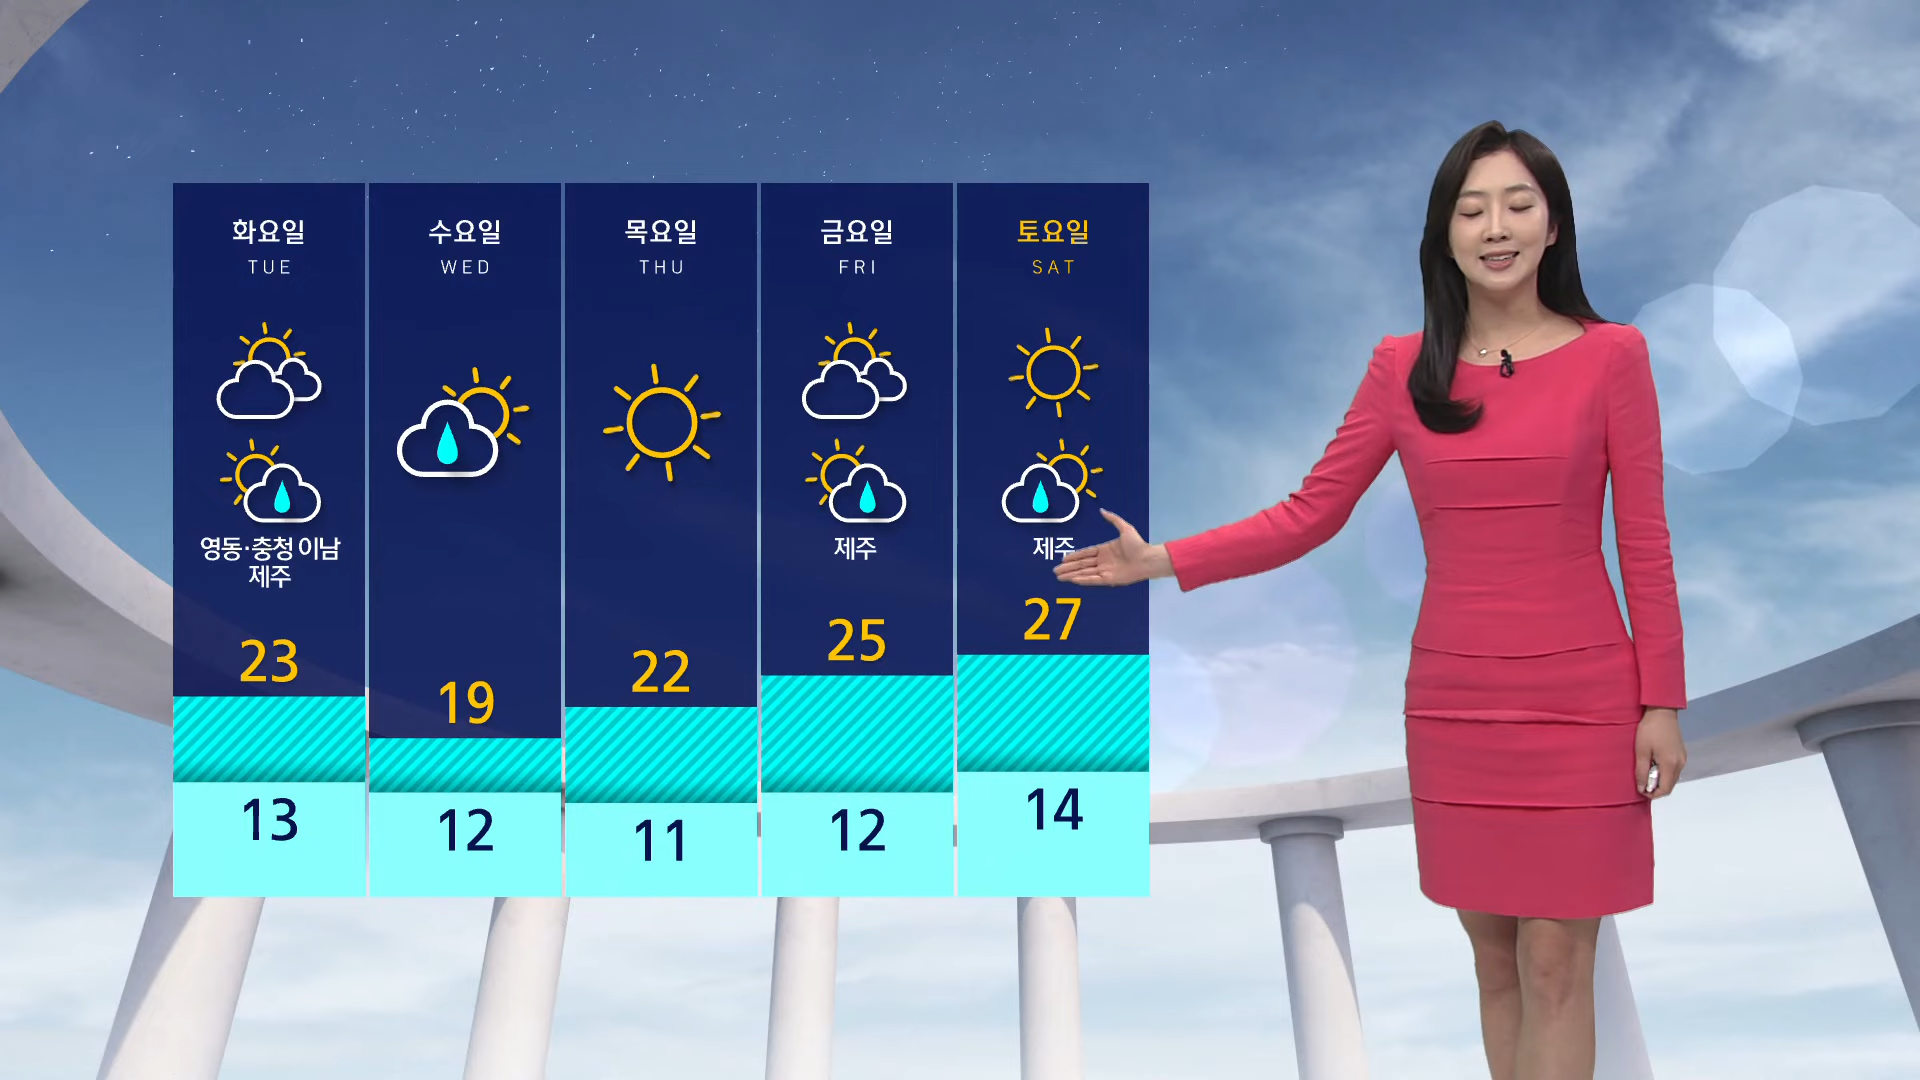 화요일
TUE
영동·충청 이남
제주
23
13
수요일
WED
19
12
목요일
THU
22
11
금요일
FRI
제주
25
12
토요일
SAT
제주
27
14